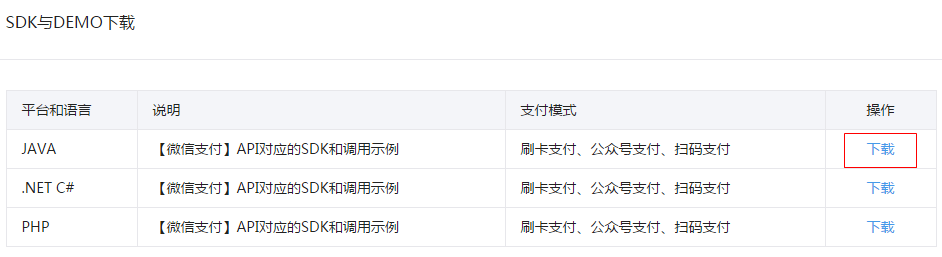 SDK与DEMO下载
平台和语言 说明 支付模式 操作
JAVA 【微信支付】API对应的SDK和调用示例 刷卡支付、公众号支付、扫码支付 下载
.NET C# 【微信支付】API对应的SDK和调用示例 刷卡支付、公众号支付、扫码支付 下载
PHP 【微信支付】API对应的SDK和调用示例 刷卡支付、公众号支付、扫码支付 下载